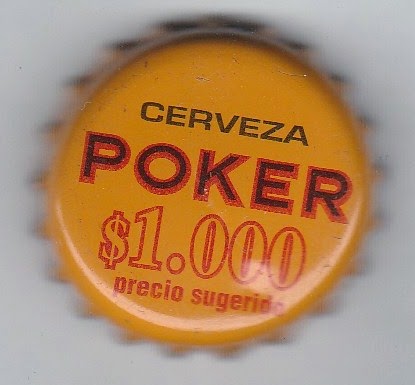 CERVEZA
POKER
$1.000
precio sugerido